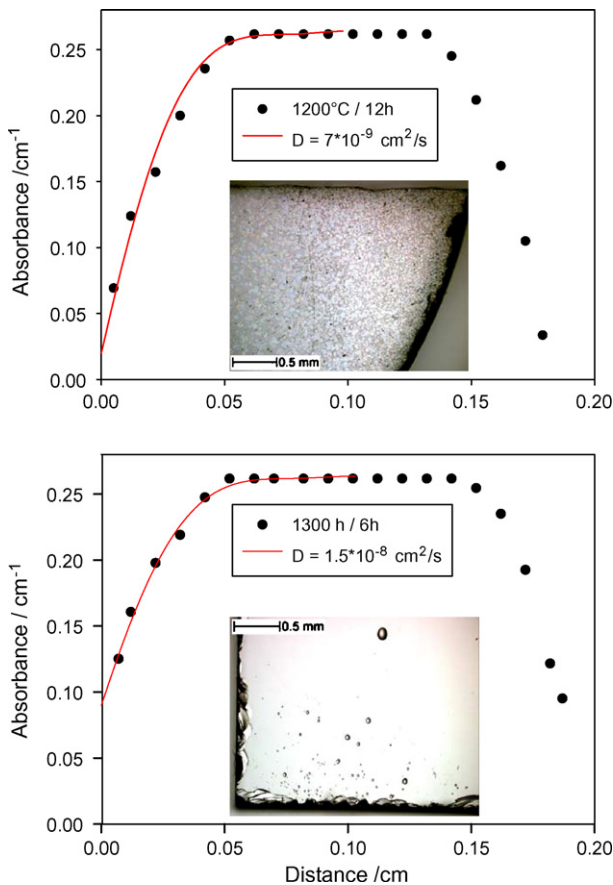 0.25
0.20
0.15
0.10
0.05
0.00
Absorbance /cm-1
1200°C / 12h
D = 7*10-9 cm2/s
0.5 mm
0.00 0.05 0.10 0.15 0.20
0.25
0.20
0.15
0.10
0.05
0.00
Absorbance / cm-1
1300 h / 6h
D = 1.5*10-8 cm2/s
0.5 mm
0.00 0.05 0.10 0.15 0.20
Distance /cm